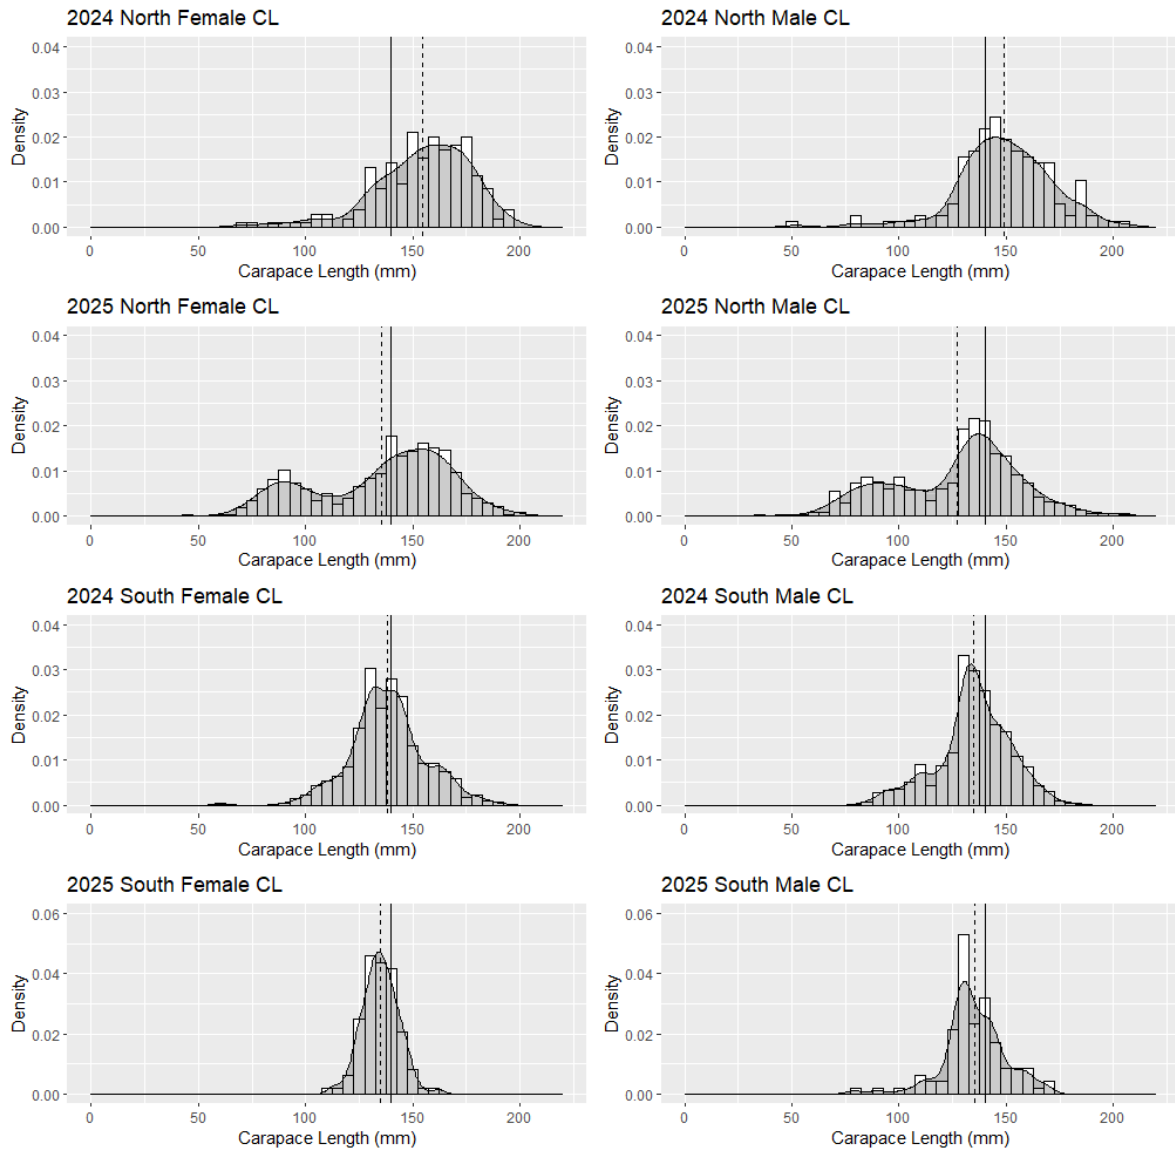 2024 North Female CL
0.04
0.03
0.02
0.01
0.00
Density
0 50 100 150 200
Carapace Length (mm)
2024 North Male CL
0.04
0.03
0.02
0.01
0.00
Density
0 50 100 150 200
Carapace Length (mm)
2025 North Female CL
0.04
0.03
0.02
0.01
0.00
Density
0 50 100 150 200
Carapace Length (mm)
2025 North Male CL
0.04
0.03
0.02
0.01
0.00
Density
0 50 100 150 200
Carapace Length (mm)
2024 South Female CL
0.04
0.03
0.02
0.01
0.00
Density
0 50 100 150 200
Carapace Length (mm)
2024 South Male CL
0.04
0.03
0.02
0.01
0.00
Density
0 50 100 150 200
Carapace Length (mm)
2025 South Female CL
0.06
0.04
0.02
0.00
Density
0 50 100 150 200
Carapace Length (mm)
2025 South Male CL
0.06
0.04
0.02
0.00
Density
0 50 100 150 200
Carapace Length (mm)